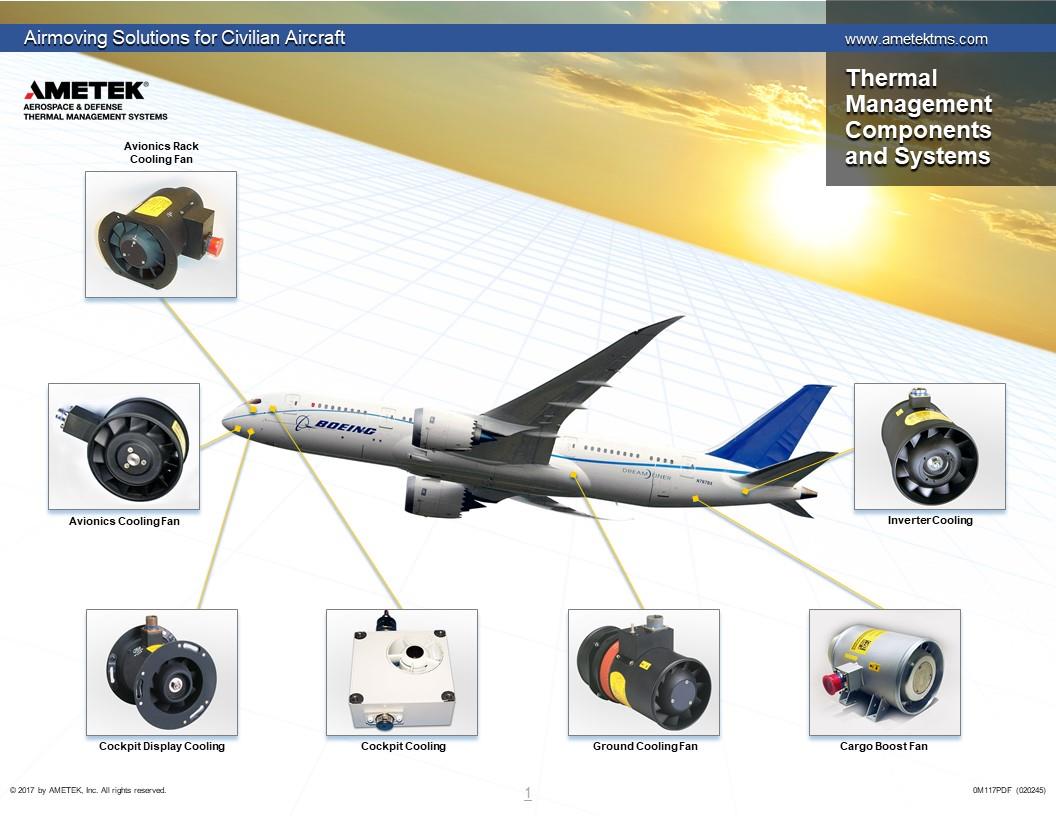 Airmoving Solutions for Civilian Aircraft
www.ametektms.com
AMETEK®
AEROSPACE & DEFENSE
THERMAL MANAGEMENT SYSTEMS
Thermal
Management
Components
and Systems
Avionics Rack
Cooling Fan
BOEING
DREAMLINER
N787BX
Avionics Cooling Fan
Inverter Cooling
Cockpit Display Cooling
Cockpit Cooling
Ground Cooling Fan
Cargo Boost Fan
© 2017 by AMETEK, Inc. All rights reserved.
1
0M117PDF (020245)